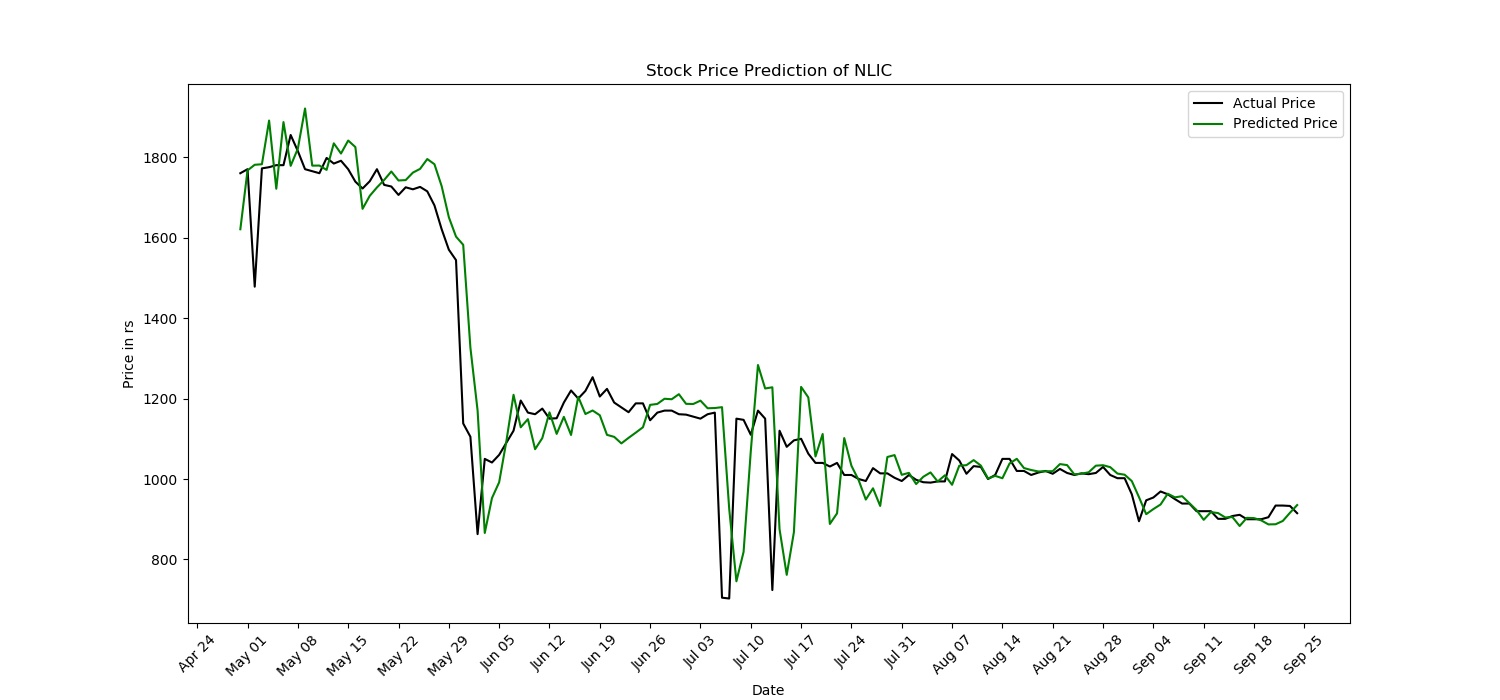 Stock Price Prediction of NLIC
Actual Price
Predicted Price
Price in rs
1800
1600
1400
1200
1000
800
Apr 24
May 01
May 08
May 15
May 22
May 29
Jun 05
Jun 12
Jun 19
Jun 26
Jul 03
Jul 10
Jul 17
Jul 24
Jul 31
Aug 07
Aug 14
Aug 21
Aug 28
Sep 04
Sep 11
Sep 18
Sep 25
Date